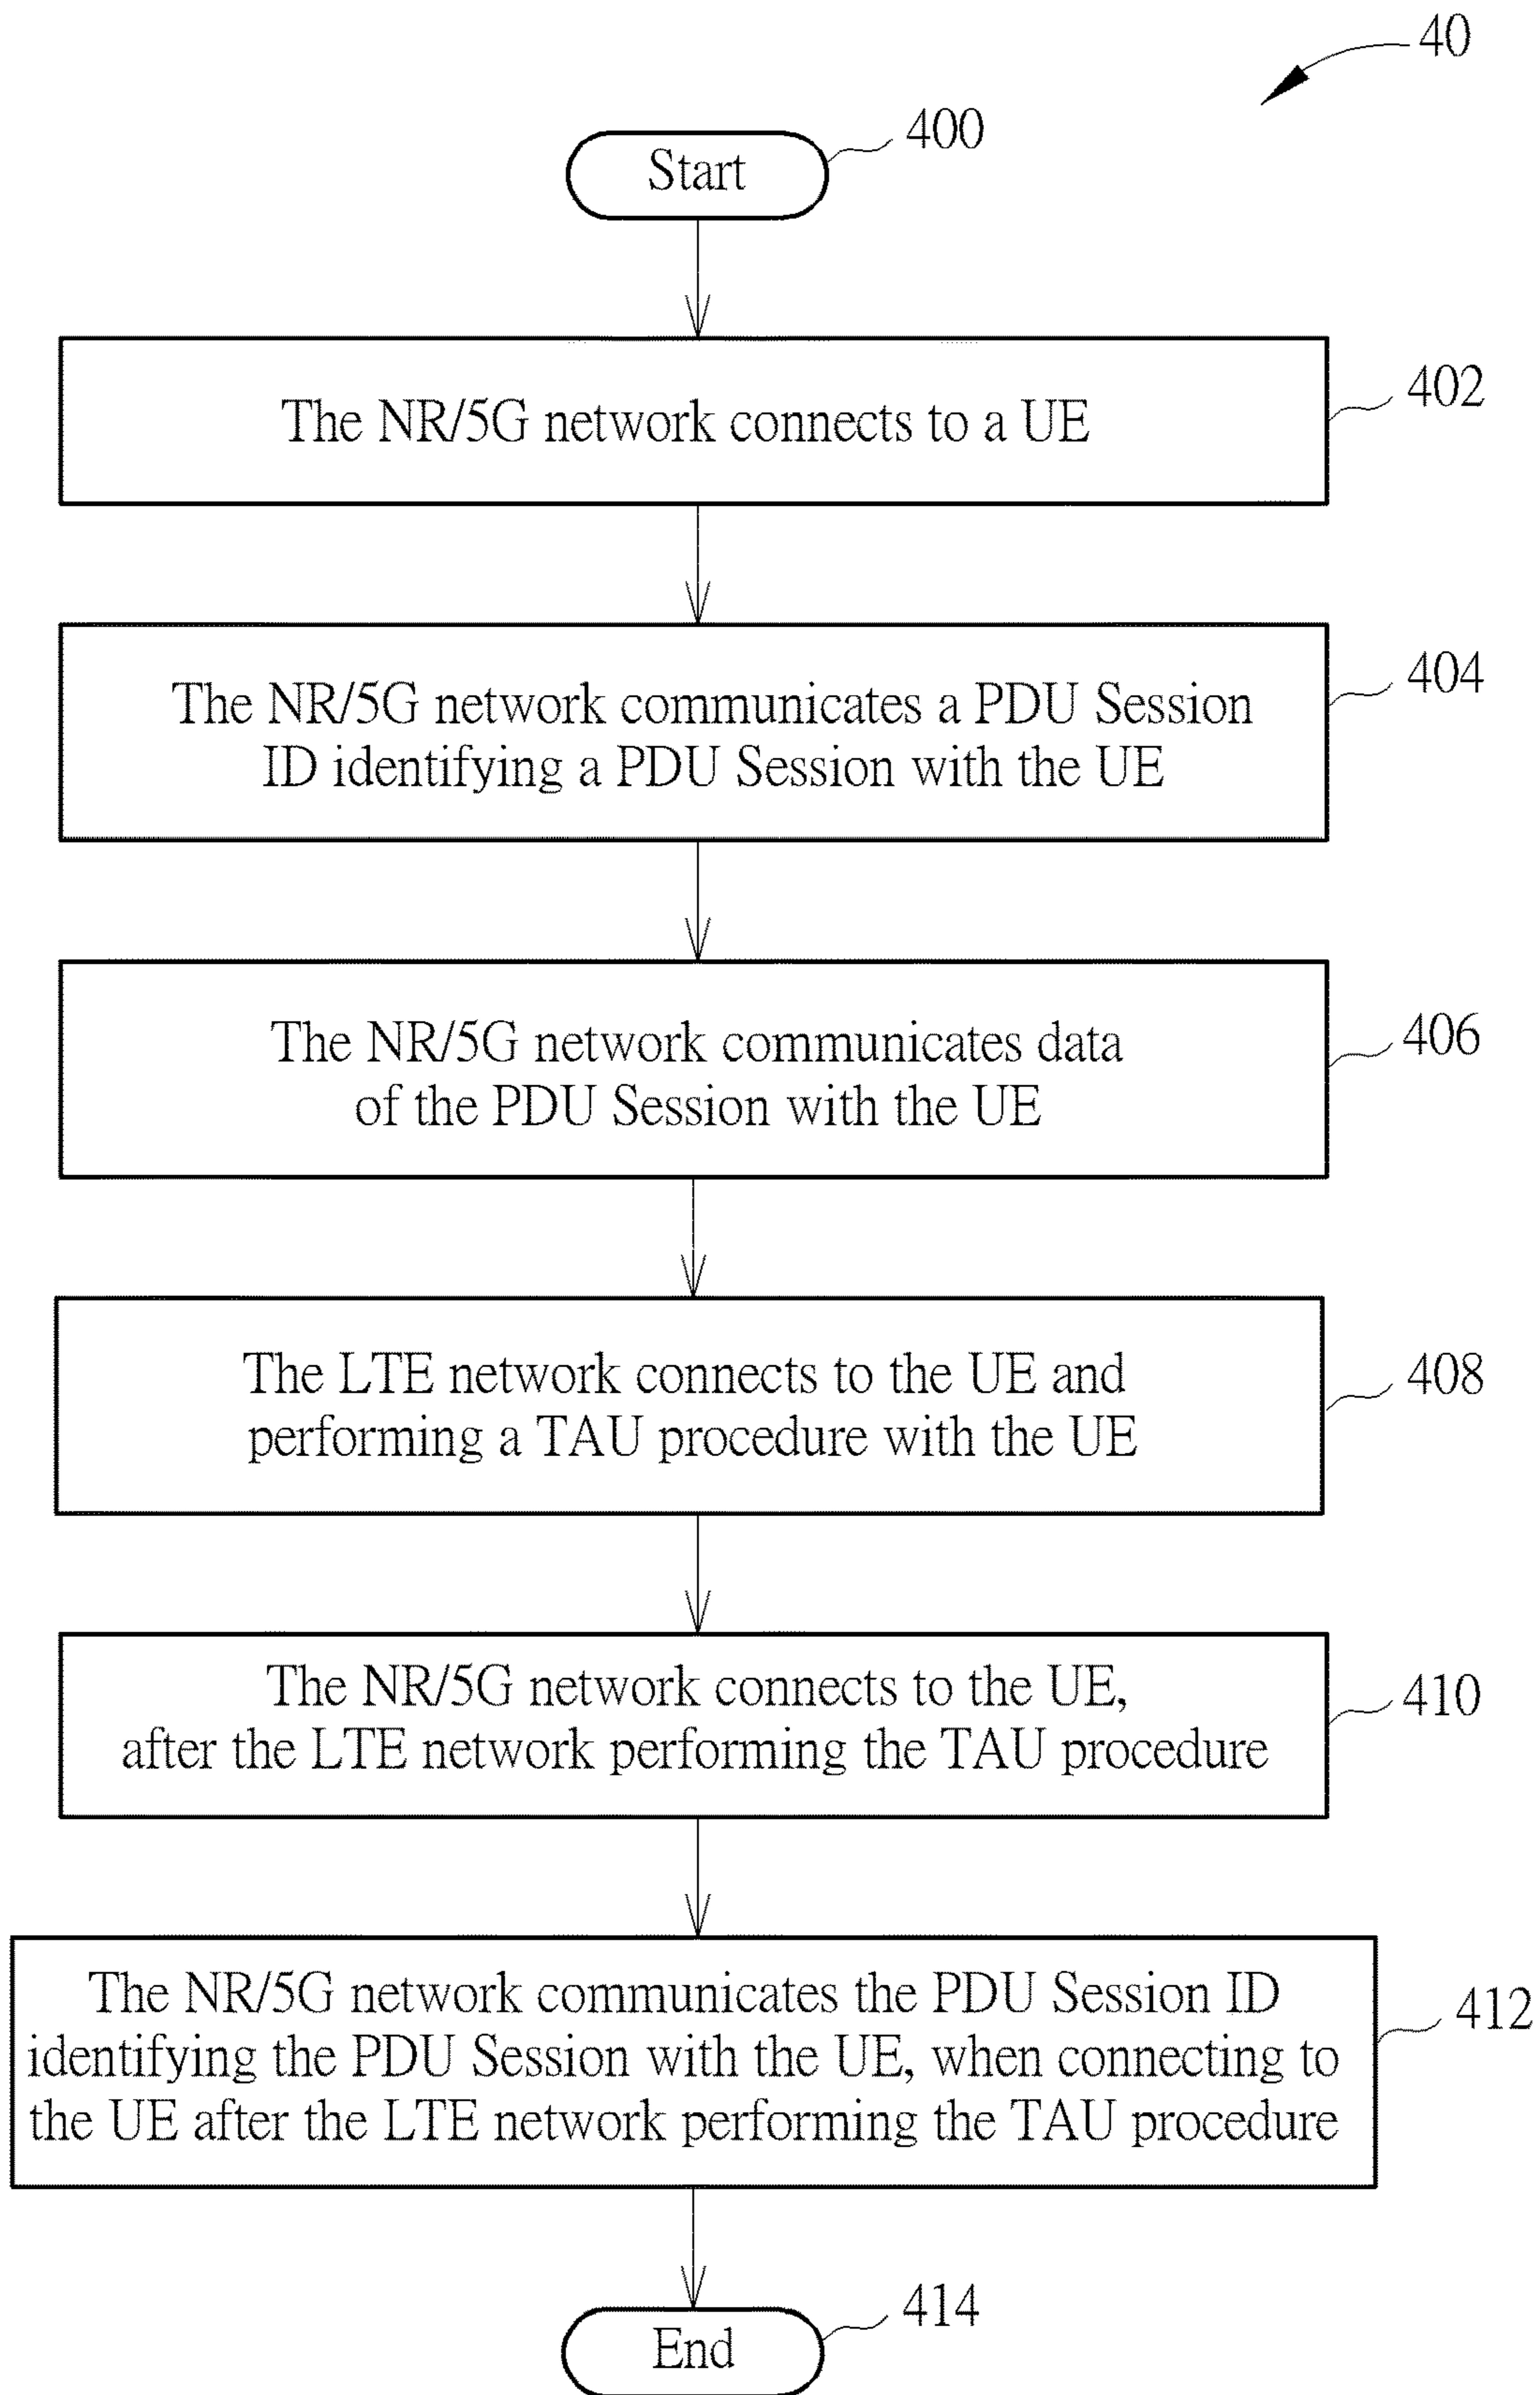 40
Start
400
The NR/5G network connects to a UE
402
The NR/5G network communicates a PDU Session
ID identifying a PDU Session with the UE
404
The NR/5G network communicates data
of the PDU Session with the UE
406
The LTE network connects to the UE and
performing a TAU procedure with the UE
408
The NR/5G network connects to the UE,
after the LTE network performing the TAU procedure
410
The NR/5G network communicates the PDU Session ID
identifying the PDU Session with the UE, when connecting to
the UE after the LTE network performing the TAU procedure
412
End
414